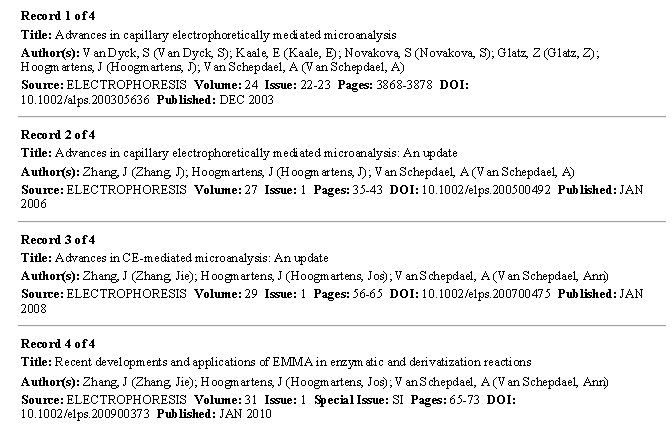 Record 1 of 4
Title: Advances in capillary electrophoretically mediated microanalysis
Author(s): Van Dyck, S (Van Dyck, S); Kaale, E (Kaale, E); Novakova, S (Novakova, S); Glatz, Z (Glatz, Z);
Hoogmartens, J (Hoogmartens, J); Van Schepdael, A (Van Schepdael, A)
Source: ELECTROPHORESIS Volume: 24 Issue: 22-23 Pages: 3868-3878 DOI:
10.1002/alps.200305636 Published: DEC 2003
Record 2 of 4
Title: Advances in capillary electrophoretically mediated microanalysis: An update
Author(s): Zhang, J (Zhang, J); Hoogmartens, J (Hoogmartens, J); Van Schepdael, A (Van Schepdael, A)
Source: ELECTROPHORESIS Volume: 27 Issue: 1 Pages: 35-43 DOI: 10.1002/elps.200500492 Published: JAN
2006
Record 3 of 4
Title: Advances in CE-mediated microanalysis: An update
Author(s): Zhang, J (Zhang, Jie); Hoogmartens, J (Hoogmartens, Jos); Van Schepdael, A (Van Schepdael, Ann)
Source: ELECTROPHORESIS Volume: 29 Issue: 1 Pages: 56-65 DOI: 10.1002/elps.200700475 Published: JAN
2008
Record 4 of 4
Title: Recent developments and applications of EMMA in enzymatic and derivatization reactions
Author(s): Zhang, J (Zhang, Jie); Hoogmartens, J (Hoogmartens, Jos); Van Schepdael, A (Van Schepdael, Ann)
Source: ELECTROPHORESIS Volume: 31 Issue: 1 Special Issue: SI Pages: 65-73 DOI:
10.1002/elps.200900373 Published: JAN 2010